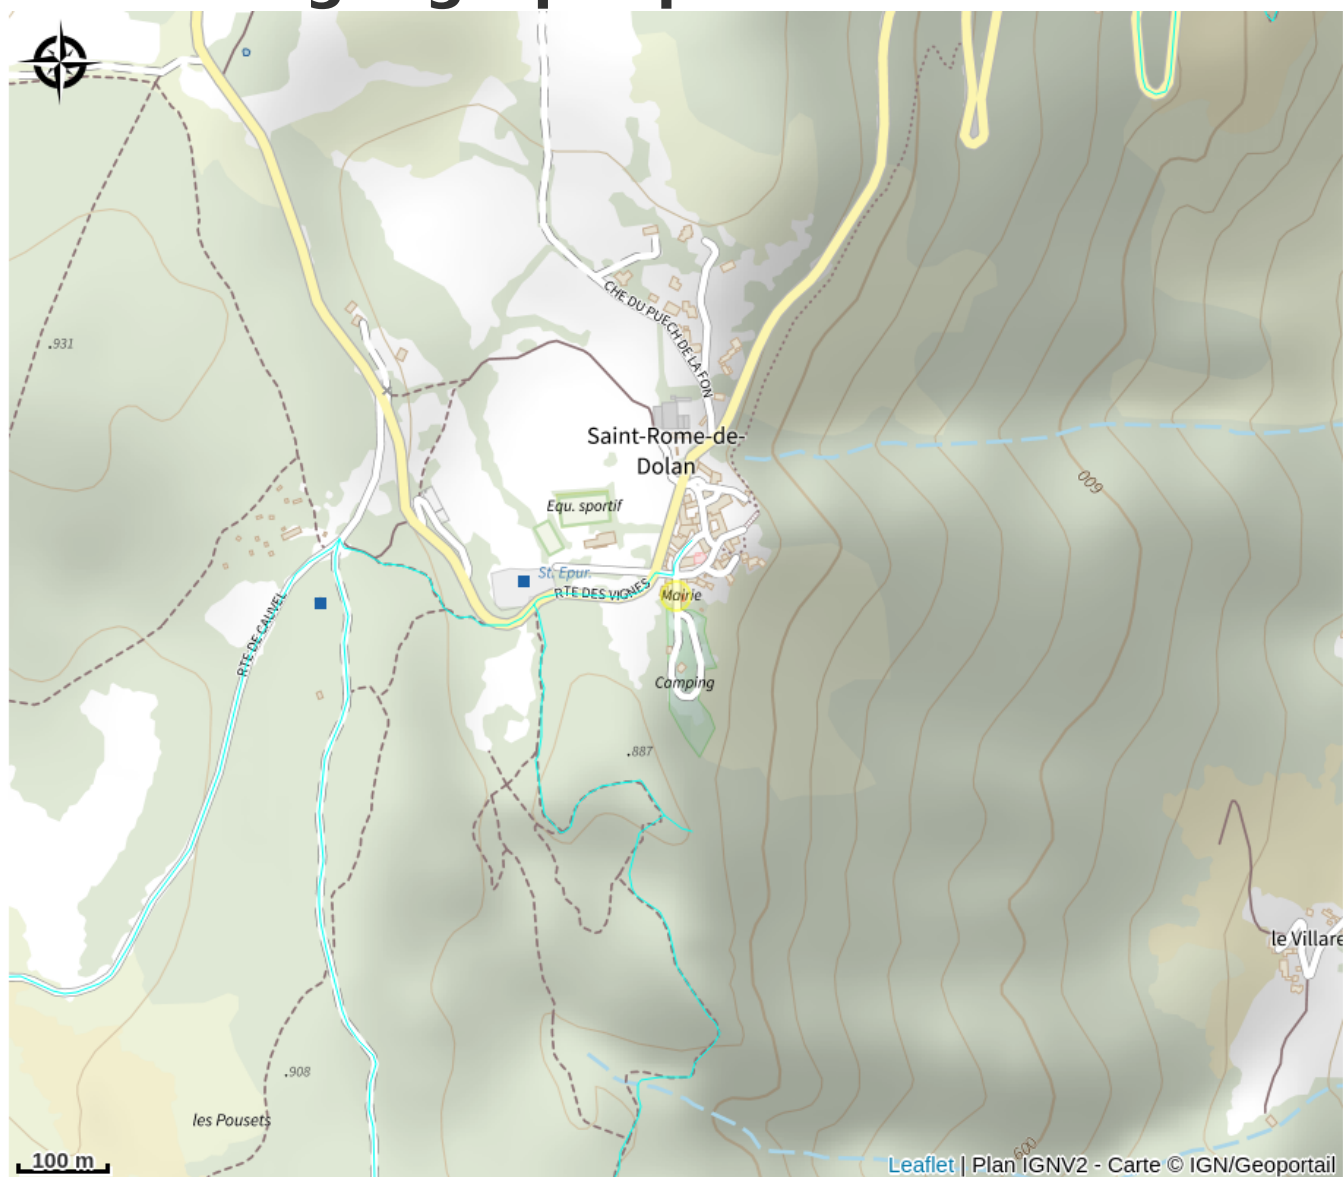 .931
CHE DU PUECH DE LA FON
Saint-Rome-de-
Dolan
009
Equ. sportif
St. Epur.
RTE DES VIGNES
Mairie
RTE DE CAUVEL
Camping
.887
le Villare
.908
les Pousets
600
100 m
Leaflet | Plan IGNV2 - Carte © IGN/Geoportail